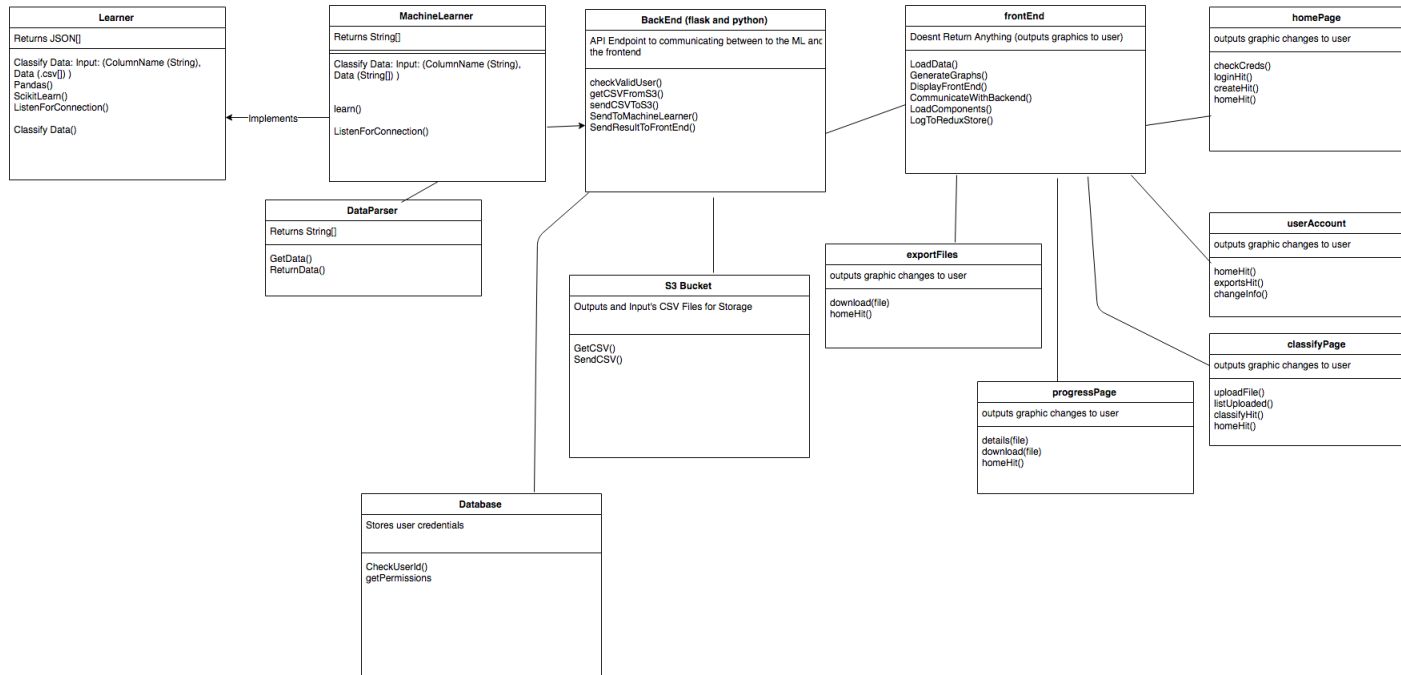 Learner
Returns JSON[]
Classify Data: Input: (ColumnName (String),
Data (.csv[]) )
Pandas()
ScikitLearn()
ListenForConnection()
Classify Data()
Implements
MachineLearner
Returns String[]
Classify Data: Input: (ColumnName (String),
Data (String[]) )
learn()
ListenForConnection()
DataParser
Returns String[]
GetData()
ReturnData()
BackEnd (flask and python)
API Endpoint to communicating between to the ML and
the frontend
checkValidUser()
getCSVFromS3()
sendCSVToS3()
SendToMachineLearner()
SendResultToFrontEnd()
S3 Bucket
Outputs and Input's CSV Files for Storage
GetCSV()
SendCSV()
Database
Stores user credentials
CheckUserId()
getPermissions
frontEnd
Doesnt Return Anything (outputs graphics to user)
LoadData()
GenerateGraphs()
DisplayFrontEnd()
CommunicateWithBackend()
LoadComponents()
LogToReduxStore()
exportFiles
outputs graphic changes to user
download(file)
homeHit()
progressPage
outputs graphic changes to user
details(file)
download(file)
homeHit()
homePage
outputs graphic changes to user
checkCreds()
loginHit()
createHit()
homeHit()
userAccount
outputs graphic changes to user
homeHit()
exportsHit()
changeInfo()
classifyPage
outputs graphic changes to user
uploadFile()
listUploaded()
classifyHit()
homeHit()